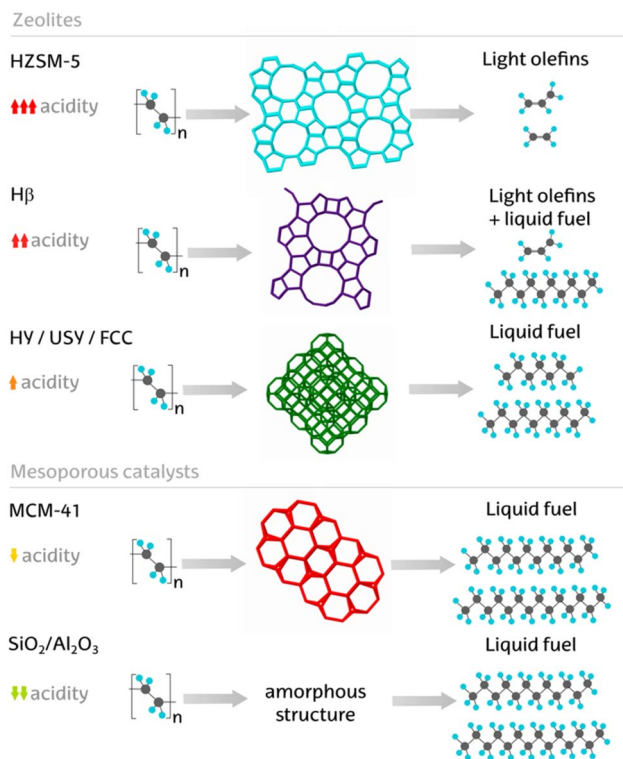 Zeolites
HZSM-5
Light olefins
acidity
n
Hβ
Light olefins
+ liquid fuel
acidity
n
HY / USY / FCC
Liquid fuel
acidity
n
Mesoporous catalysts
MCM-41
Liquid fuel
acidity
n
SiO₂/Al₂O₃
Liquid fuel
acidity
n
amorphous
structure